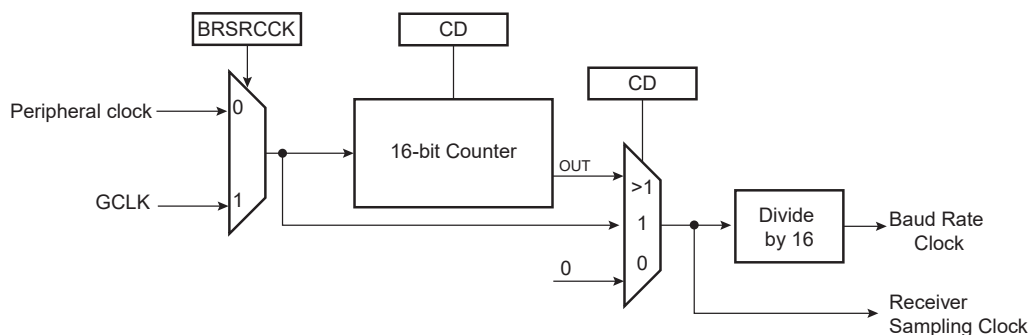 BRSRCCK
CD
CD
Peripheral clock
0
16-bit Counter
OUT
>1
GCLK
1
1
Divide
by 16
Baud Rate
Clock
0
0
Receiver
Sampling Clock